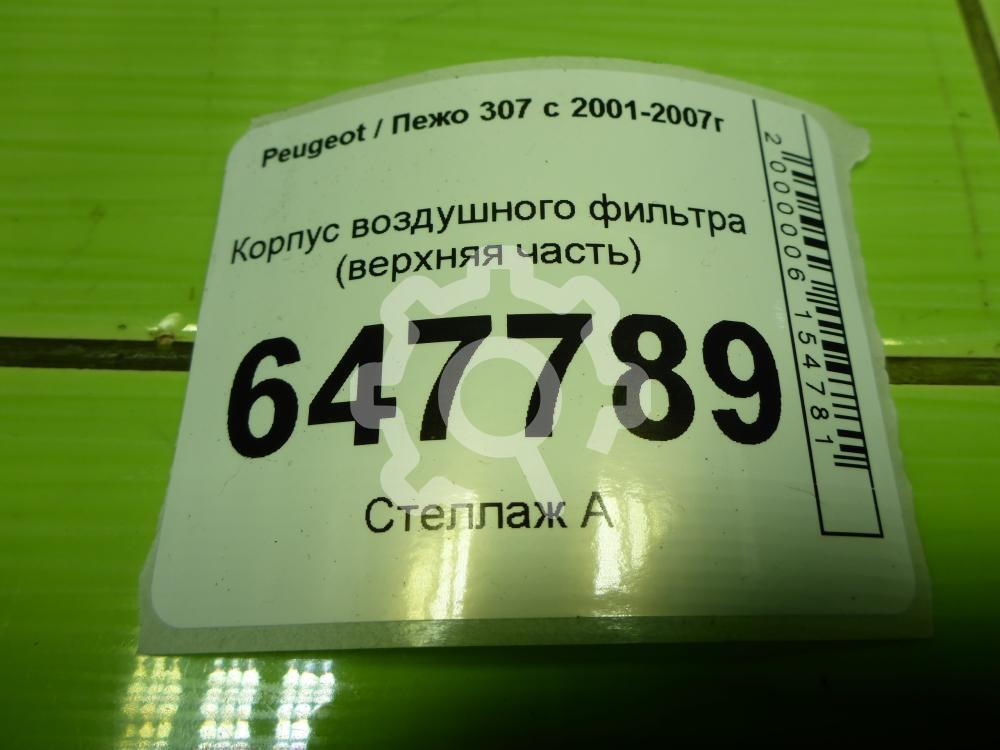 Peugeot / Пежо 307 с 2001-2007г
Корпус воздушного фильтра
(верхняя часть)
647789
Стеллаж А
2000006154781